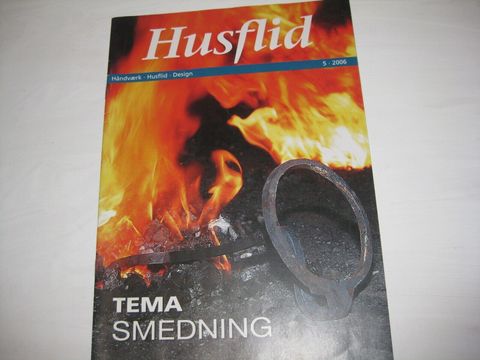 Husflid
Håndværk · Husflid · Design
5 · 2006
TEMA
SMEDNING